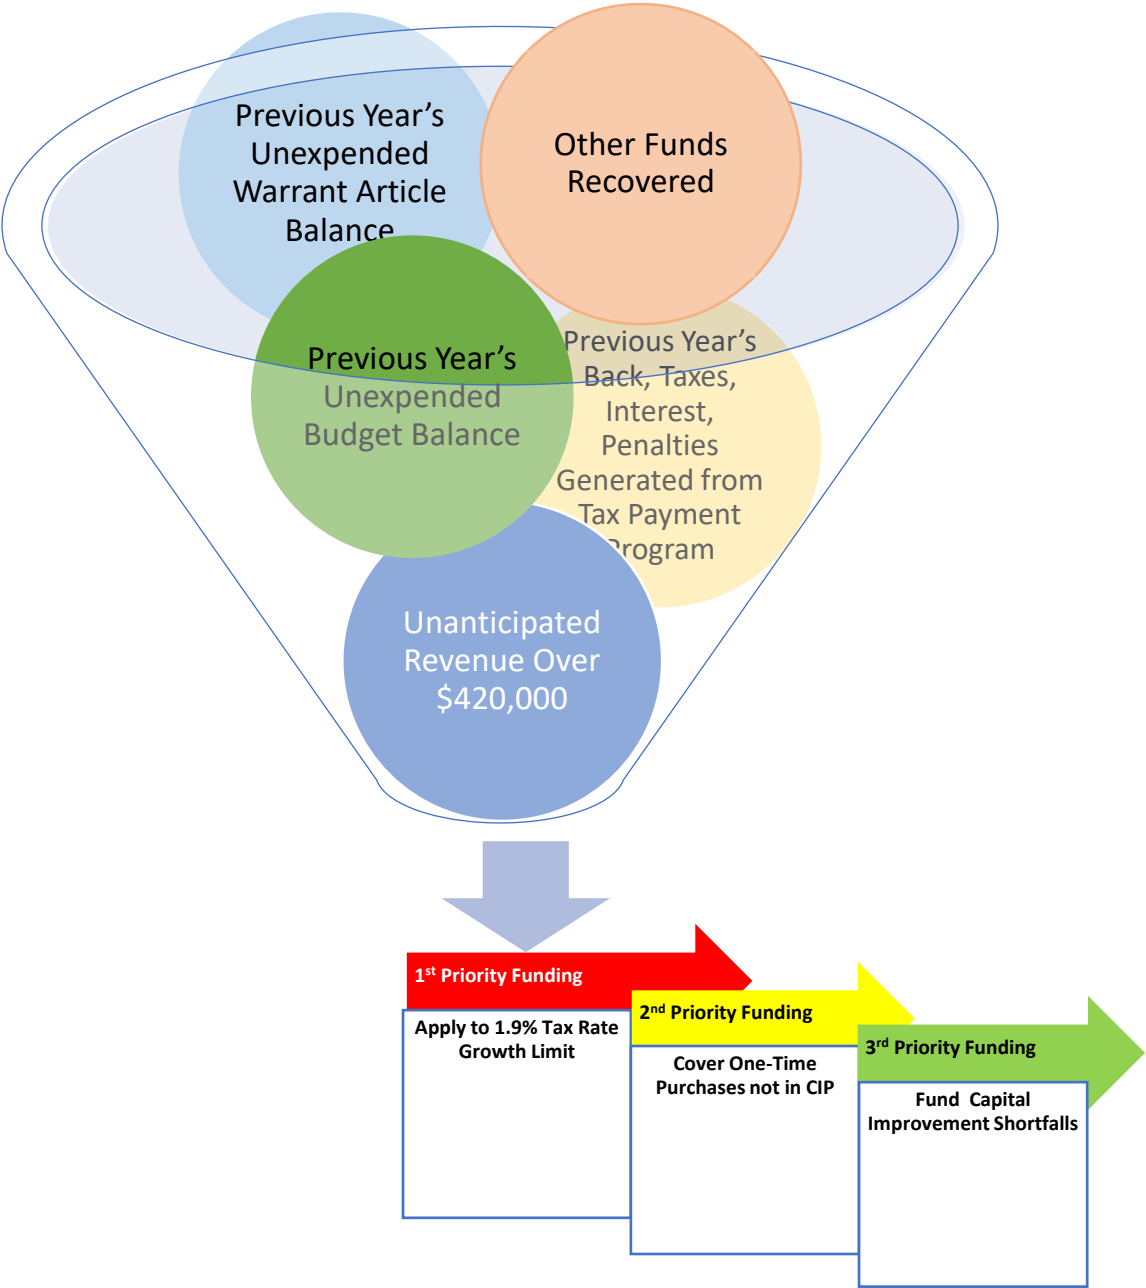 Previous Year’s
Unexpended
Warrant Article
Balance
Other Funds
Recovered
Previous Year’s
Unexpended
Budget Balance
Previous Year’s
Back, Taxes,
Interest,
Penalties
Generated from
Tax Payment
Program
Unanticipated
Revenue Over
$420,000
1st Priority Funding
Apply to 1.9% Tax Rate
Growth Limit
2nd Priority Funding
Cover One-Time
Purchases not in CIP
3rd Priority Funding
Fund Capital
Improvement Shortfalls